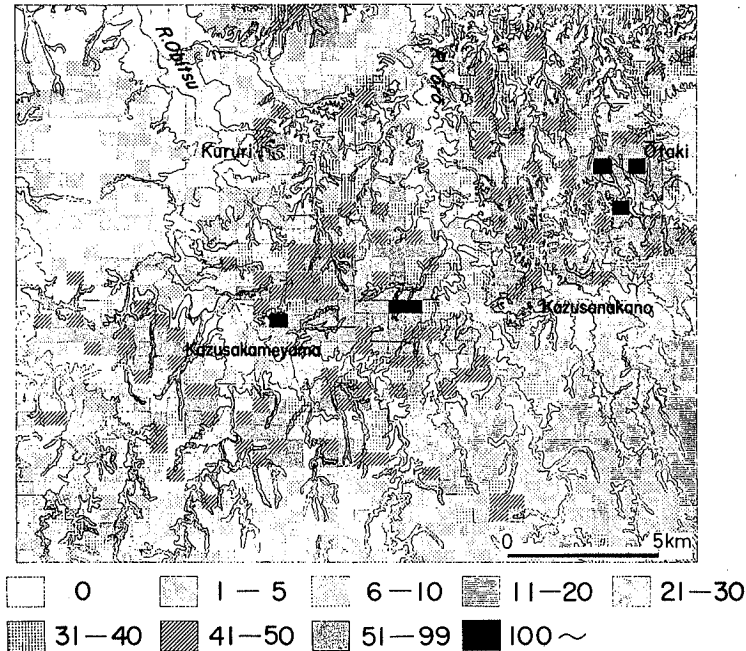 R.Obitsu
R.Yōrō
Kururi
Ōtaki
Kazusanakano
Kazusakameyama
0 5km
0 1–5 6–10 11–20 21–30
31–40 41–50 51–99 100~